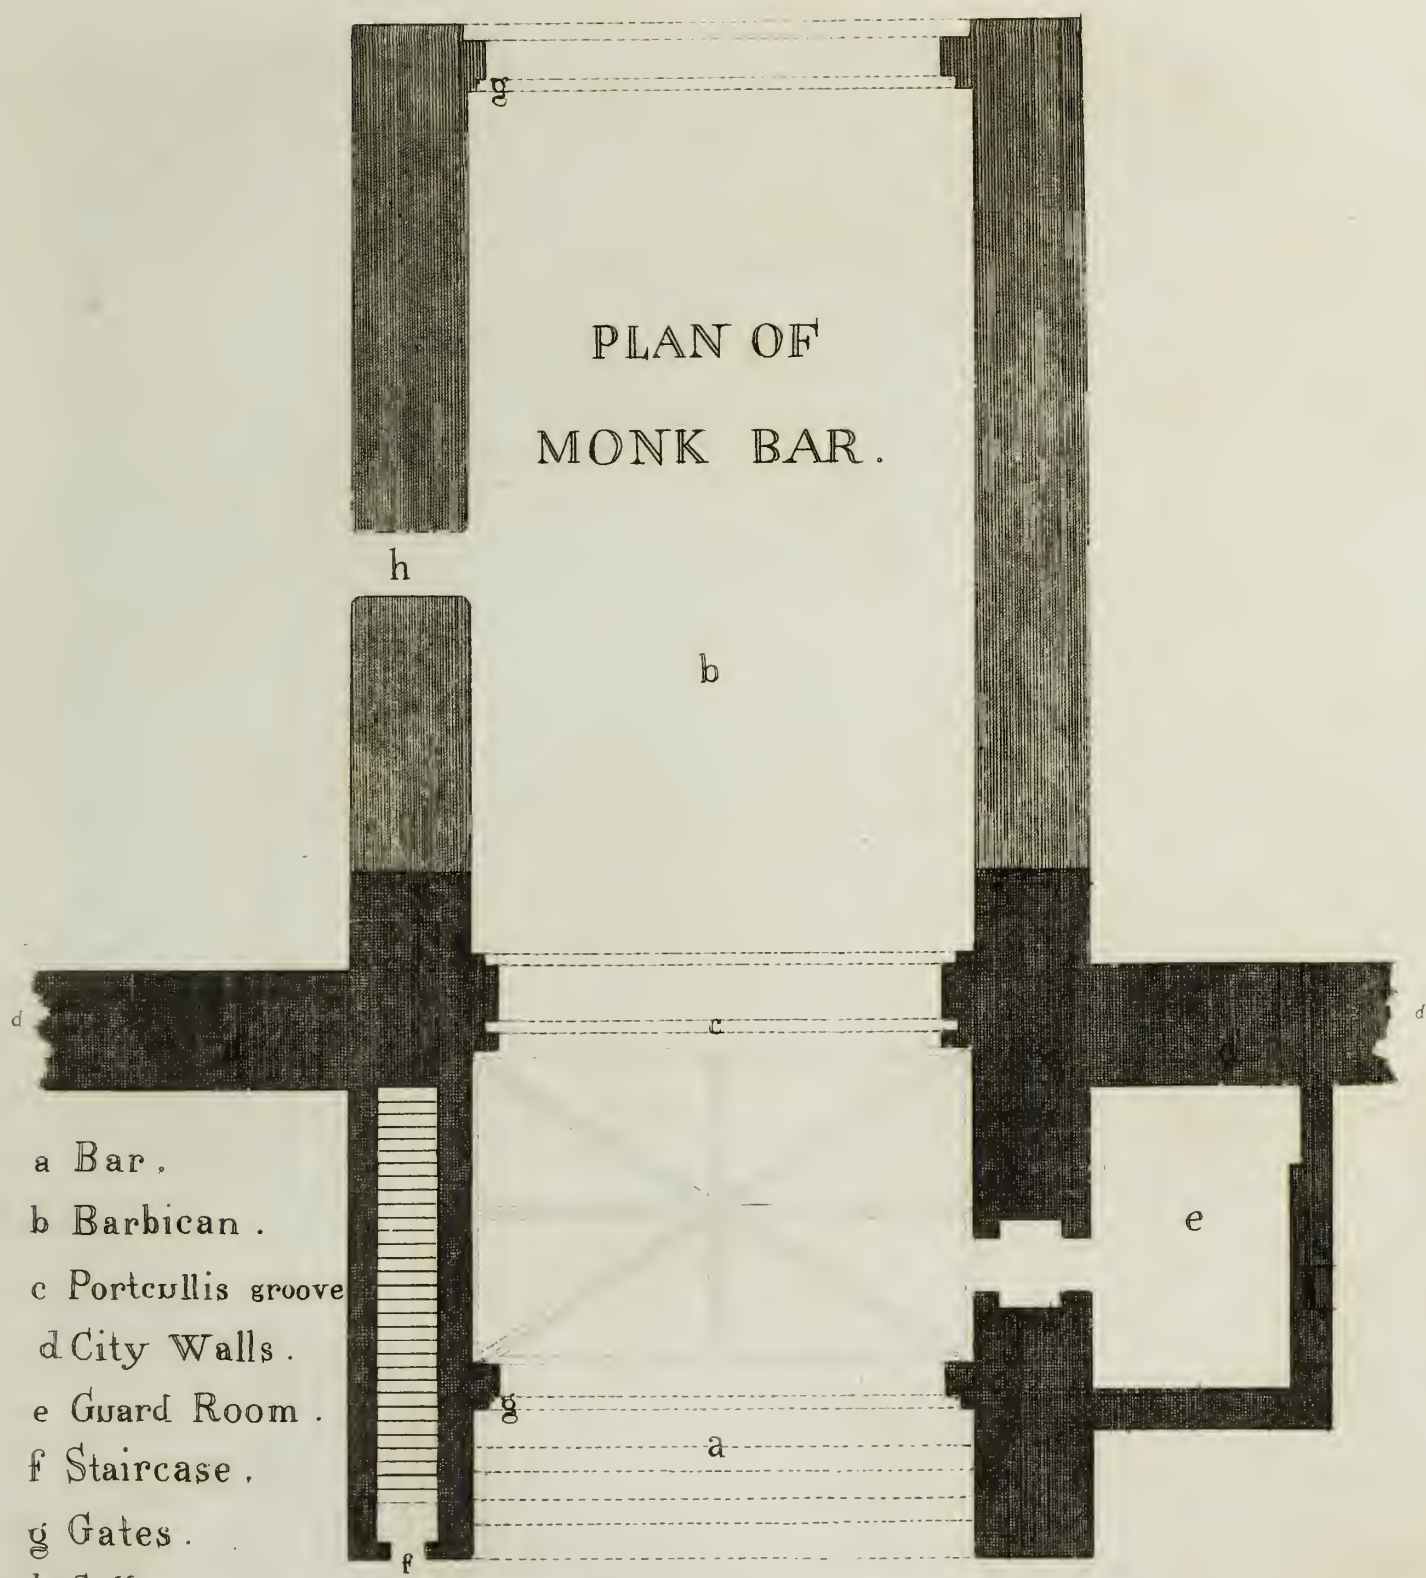 g
PLAN OF
MONK BAR.
h
b
d
c
d
d
e
g
a
f
a Bar.
b Barbican.
c Portcullis groove
d City Walls.
e Guard Room.
f Staircase.
g Gates.